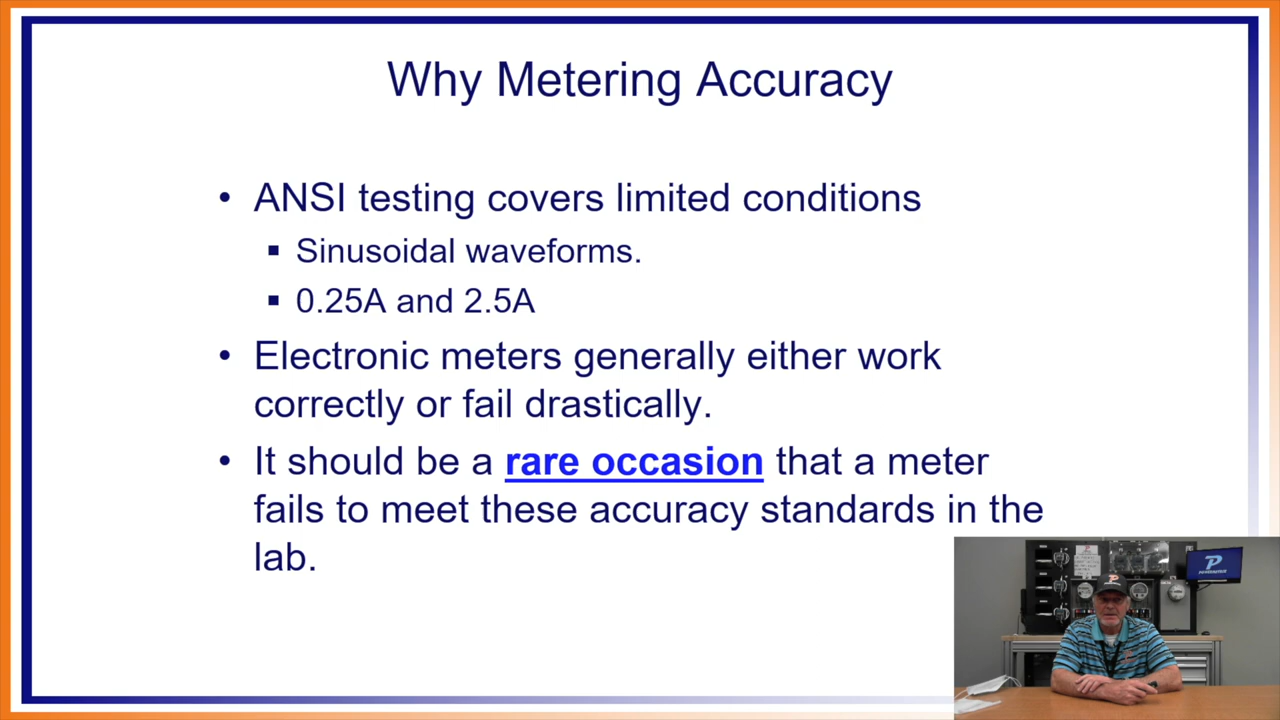 Why Metering Accuracy
• ANSI testing covers limited conditions
▪ Sinusoidal waveforms.
▪ 0.25A and 2.5A
• Electronic meters generally either work
correctly or fail drastically.
• It should be a rare occasion that a meter
fails to meet these accuracy standards in the
lab.